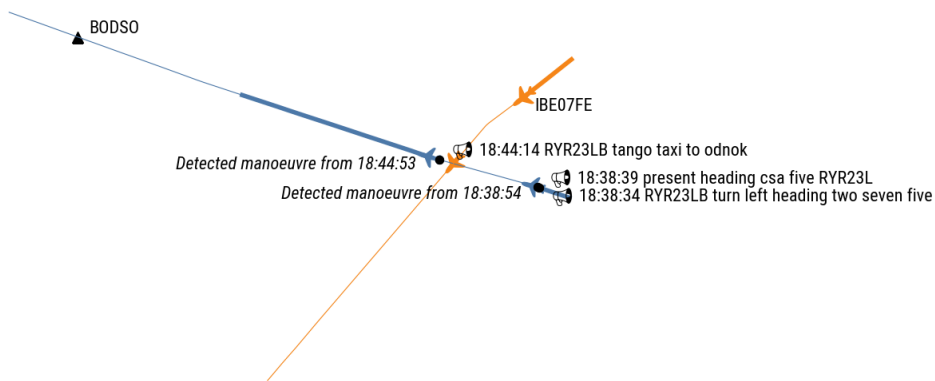 BODSO
IBE07FE
18:44:14 RYR23LB tango taxi to odnok
Detected manoeuvre from 18:44:53
18:38:39 present heading csa five RYR23L
Detected manoeuvre from 18:38:54
18:38:34 RYR23LB turn left heading two seven five